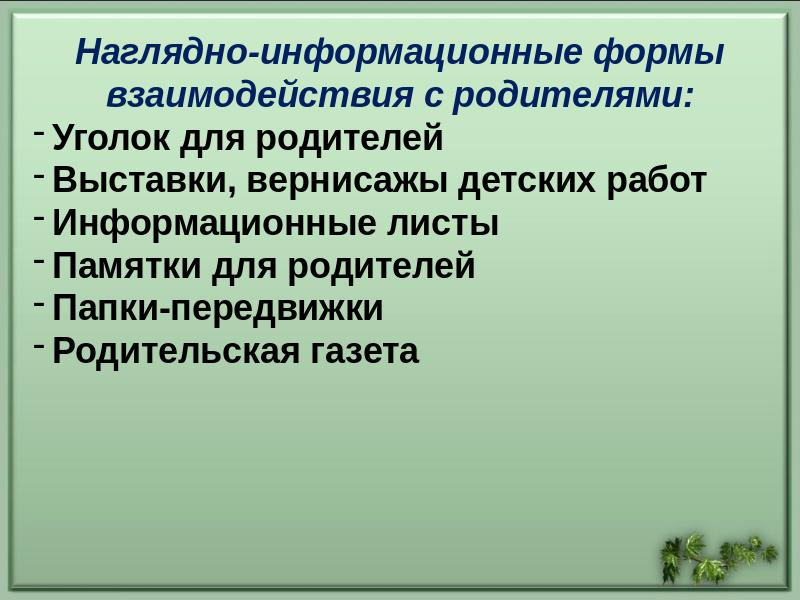 Наглядно-информационные формы
взаимодействия с родителями:
- Уголок для родителей
- Выставки, вернисажы детских работ
- Информационные листы
- Памятки для родителей
- Папки-передвижки
- Родительская газета